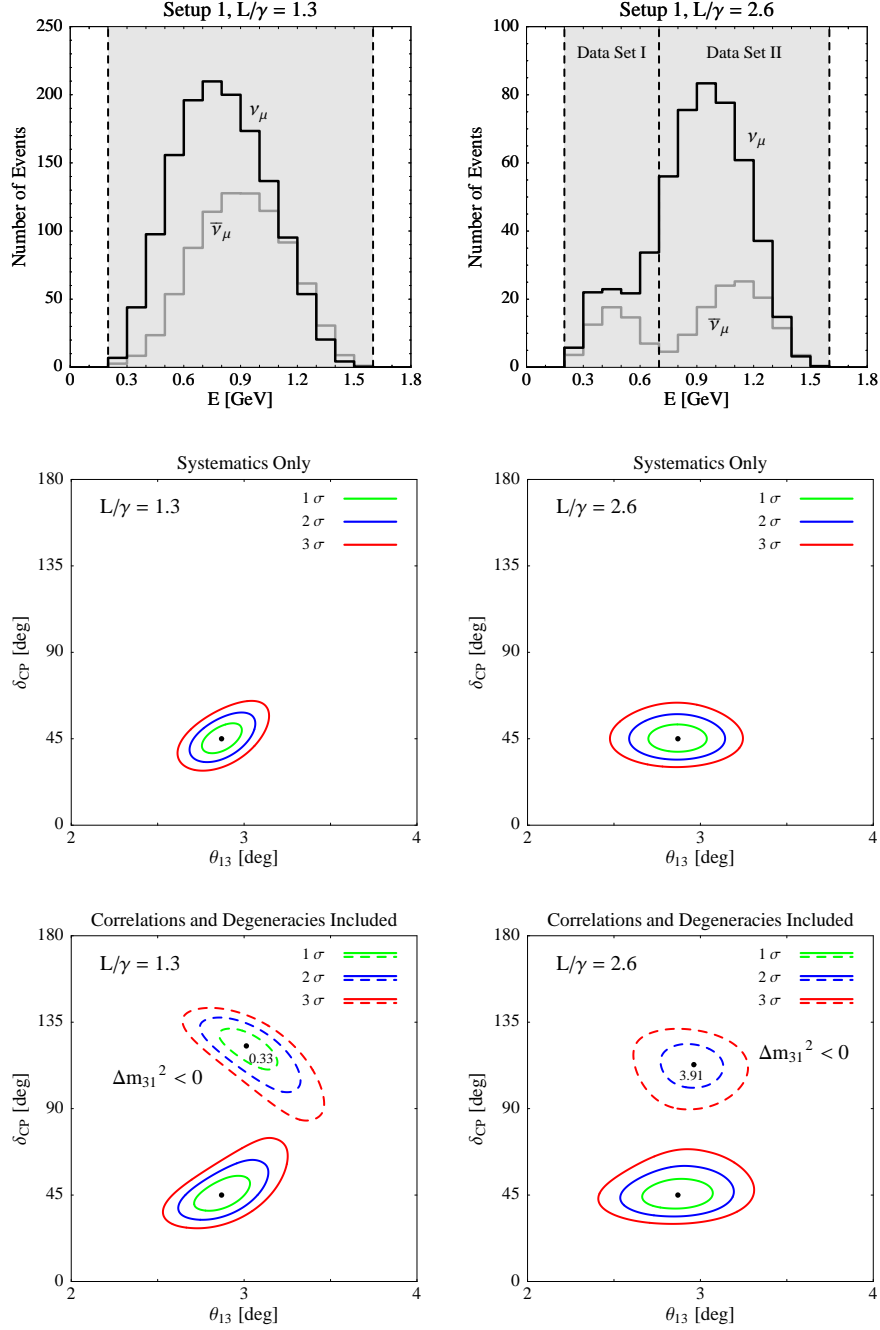 Setup 1, L/γ = 1.3
250
200
150
100
50
0
Number of Events
ν_μ
ν̅_μ
0 0.3 0.6 0.9 1.2 1.5 1.8
E [GeV]
Setup 1, L/γ = 2.6
Data Set I Data Set II
100
80
60
40
20
0
Number of Events
ν_μ
ν̅_μ
0 0.3 0.6 0.9 1.2 1.5 1.8
E [GeV]
Systematics Only
L/γ = 1.3
1 σ
2 σ
3 σ
180
135
90
45
0
δ_CP [deg]
2 3 4
θ_13 [deg]
Systematics Only
L/γ = 2.6
1 σ
2 σ
3 σ
180
135
90
45
0
δ_CP [deg]
2 3 4
θ_13 [deg]
Correlations and Degeneracies Included
L/γ = 1.3
1 σ
2 σ
3 σ
0.33
Δm_31² < 0
180
135
90
45
0
δ_CP [deg]
2 3 4
θ_13 [deg]
Correlations and Degeneracies Included
L/γ = 2.6
1 σ
2 σ
3 σ
Δm_31² < 0
3.91
180
135
90
45
0
δ_CP [deg]
2 3 4
θ_13 [deg]